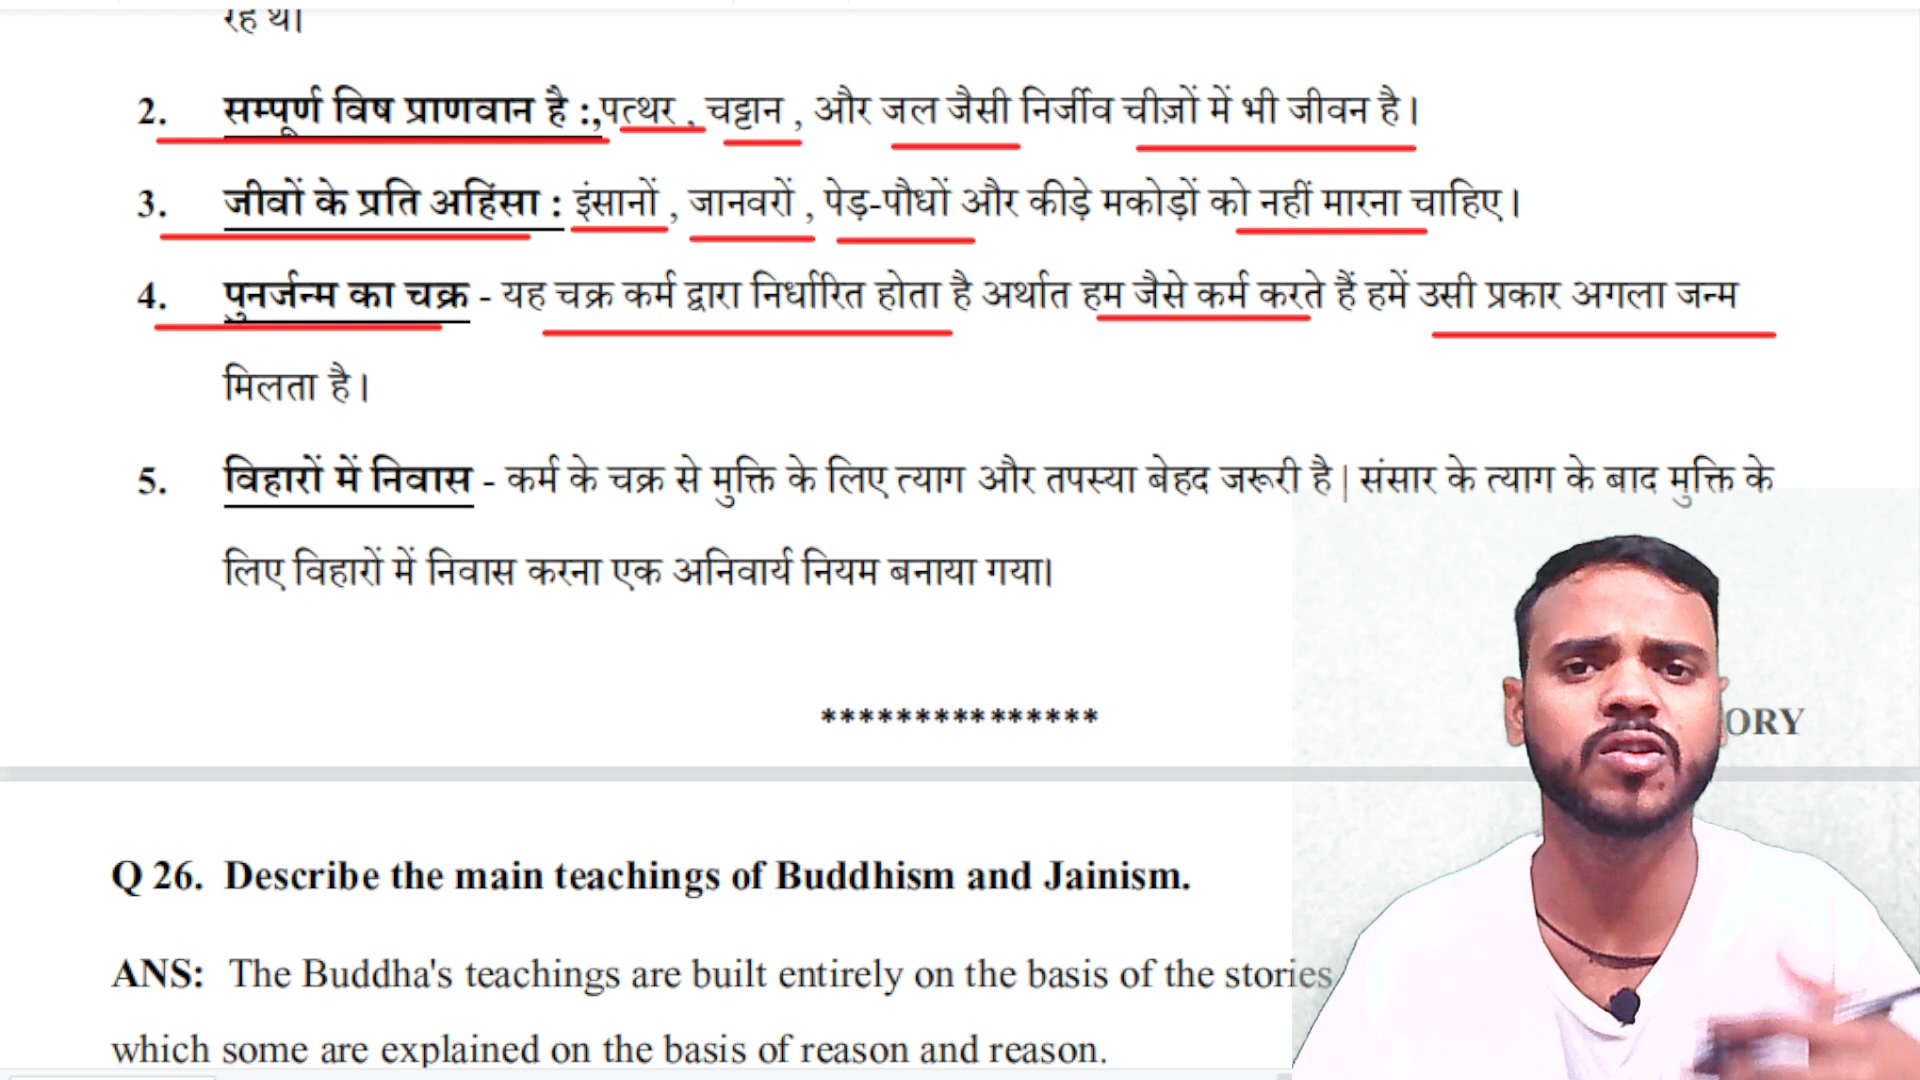 रहे थे।
2. सम्पूर्ण विष प्राणवान है :,पत्थर , चट्टान , और जल जैसी निर्जीव चीज़ों में भी जीवन है।
3. जीवों के प्रति अहिंसा : इंसानों , जानवरों , पेड़-पौधों और कीड़े मकोड़ों को नहीं मारना चाहिए।
4. पुनर्जन्म का चक्र - यह चक्र कर्म द्वारा निर्धारित होता है अर्थात हम जैसे कर्म करते हैं हमें उसी प्रकार अगला जन्म
मिलता है।
5. विहारों में निवास - कर्म के चक्र से मुक्ति के लिए त्याग और तपस्या बेहद जरूरी है | संसार के त्याग के बाद मुक्ति के
लिए विहारों में निवास करना एक अनिवार्य नियम बनाया गया।
***************
ORY
Q 26. Describe the main teachings of Buddhism and Jainism.
ANS: The Buddha's teachings are built entirely on the basis of the stories
which some are explained on the basis of reason and reason.